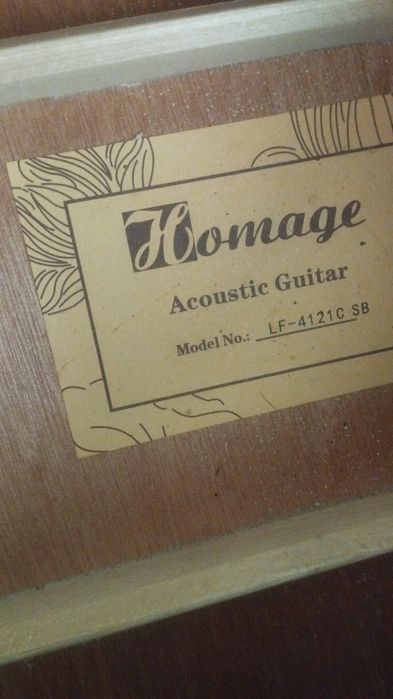 Homage
Acoustic Guitar
Model No.: LF-4121C SB